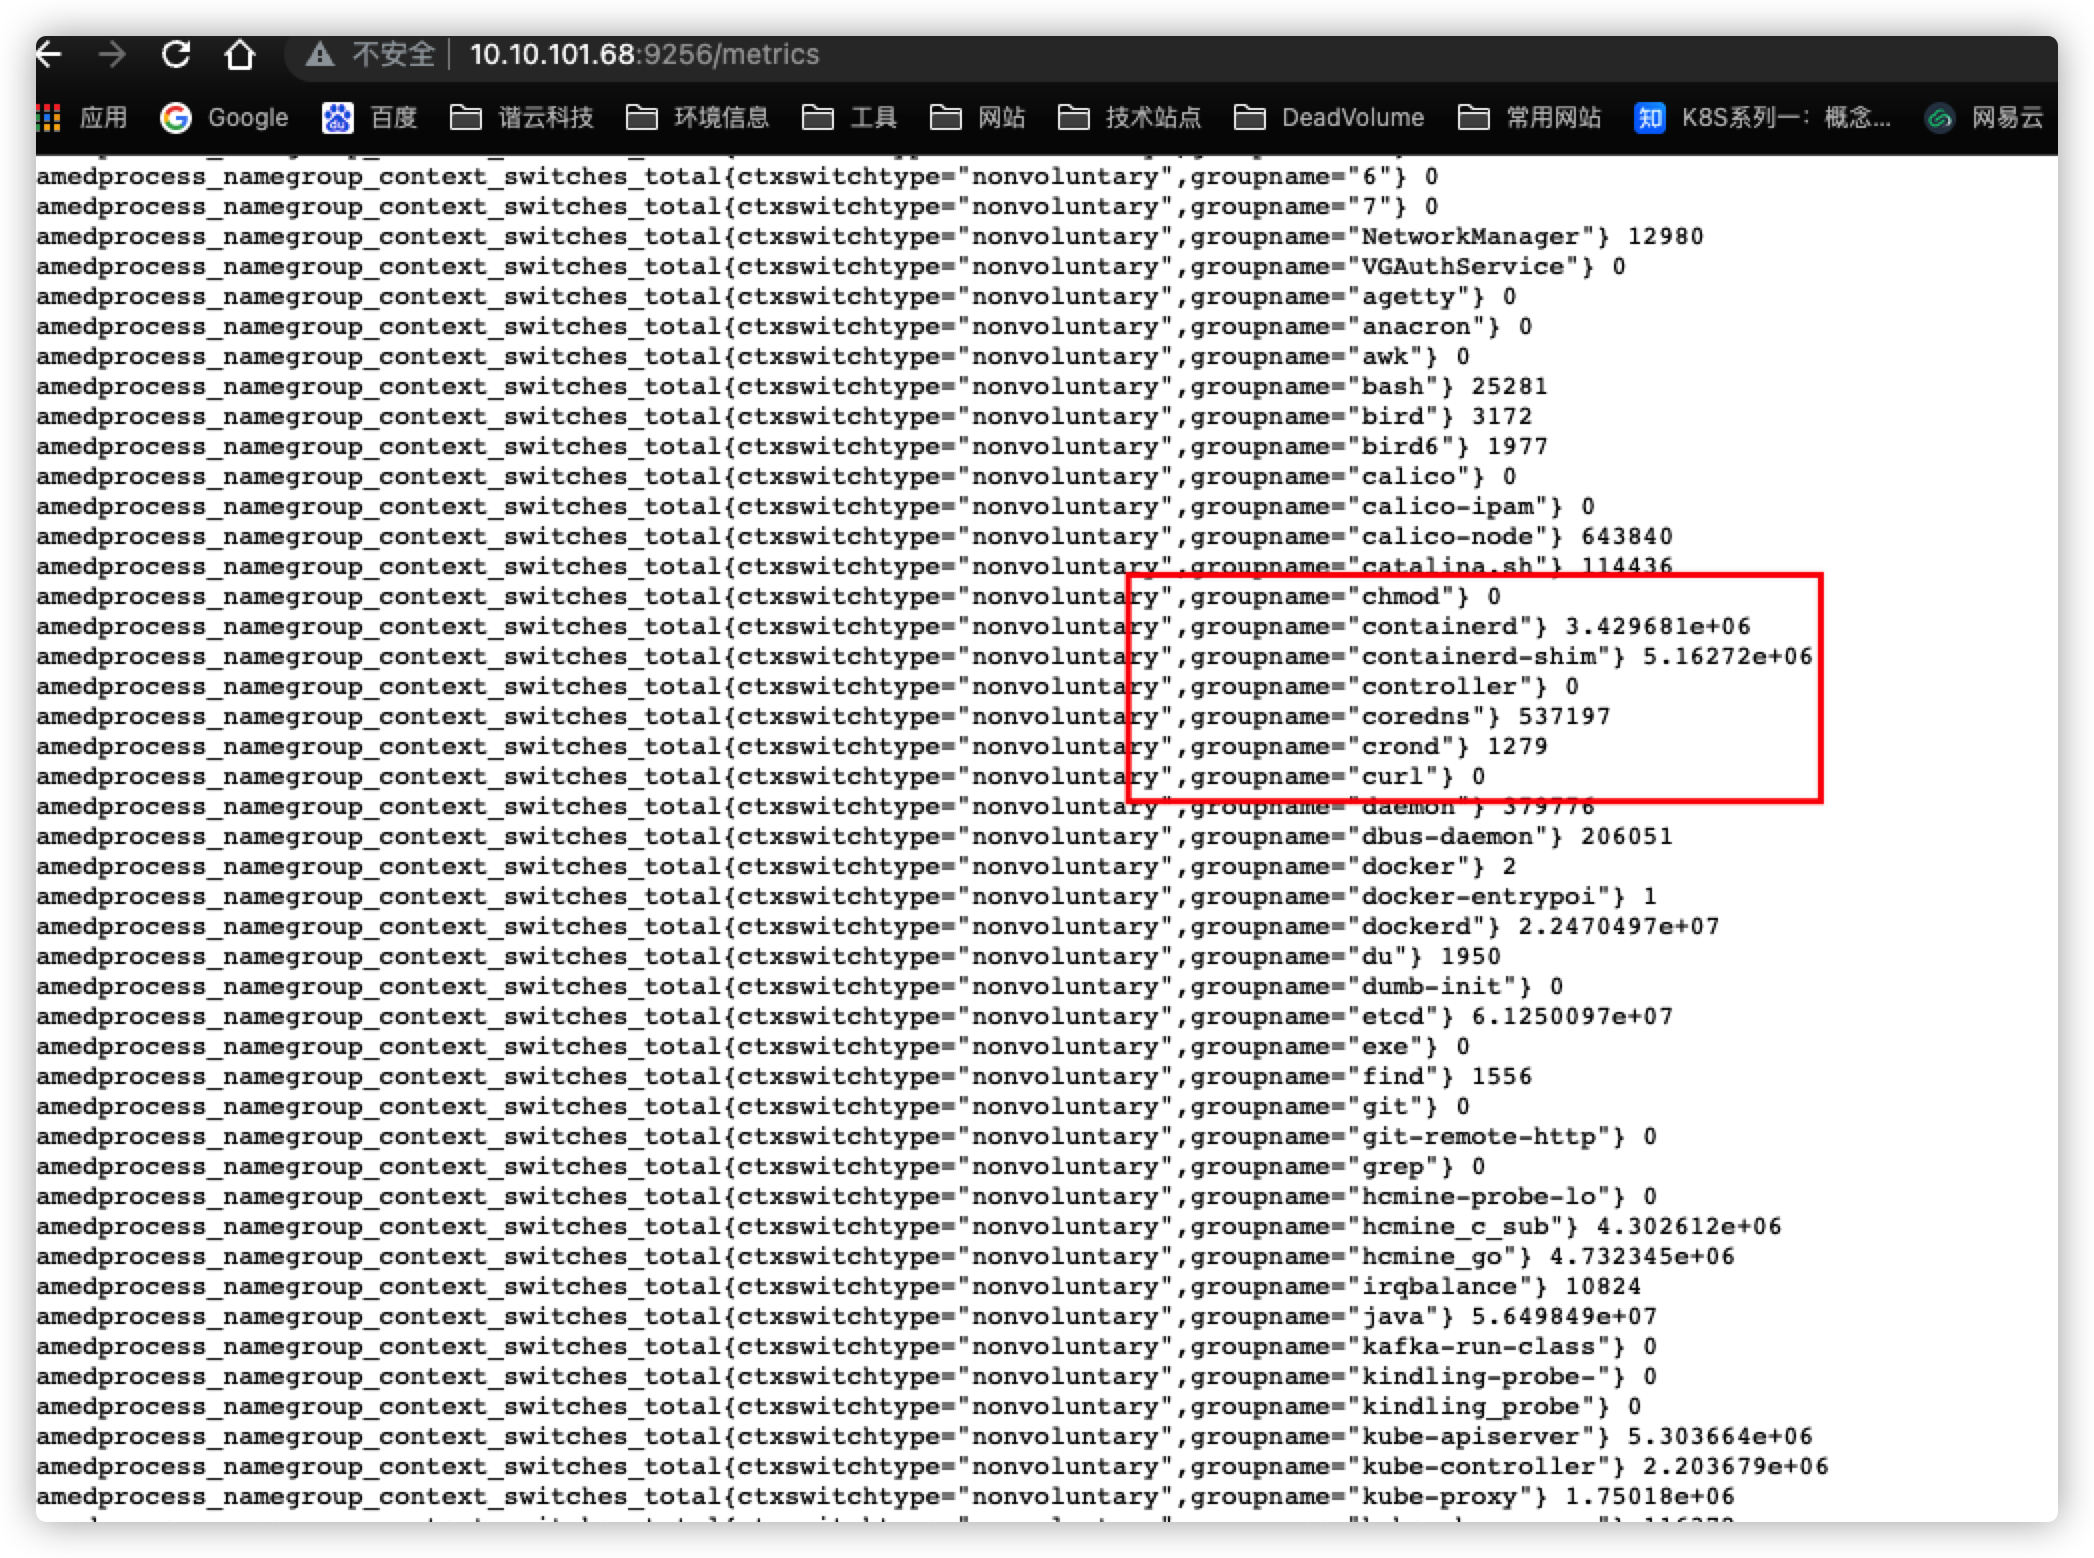 不安全 10.10.101.68:9256/metrics
应用 Google 百度 谐云科技 环境信息 工具 网站 技术站点 DeadVolume 常用网站 知 K8S系列一：概念... 网易云
amedprocess_namegroup_context_switches_total{ctxswitchtype="nonvoluntary",groupname="6"} 0
amedprocess_namegroup_context_switches_total{ctxswitchtype="nonvoluntary",groupname="7"} 0
amedprocess_namegroup_context_switches_total{ctxswitchtype="nonvoluntary",groupname="NetworkManager"} 12980
amedprocess_namegroup_context_switches_total{ctxswitchtype="nonvoluntary",groupname="VGAuthService"} 0
amedprocess_namegroup_context_switches_total{ctxswitchtype="nonvoluntary",groupname="agetty"} 0
amedprocess_namegroup_context_switches_total{ctxswitchtype="nonvoluntary",groupname="anacron"} 0
amedprocess_namegroup_context_switches_total{ctxswitchtype="nonvoluntary",groupname="awk"} 0
amedprocess_namegroup_context_switches_total{ctxswitchtype="nonvoluntary",groupname="bash"} 25281
amedprocess_namegroup_context_switches_total{ctxswitchtype="nonvoluntary",groupname="bird"} 3172
amedprocess_namegroup_context_switches_total{ctxswitchtype="nonvoluntary",groupname="bird6"} 1977
amedprocess_namegroup_context_switches_total{ctxswitchtype="nonvoluntary",groupname="calico"} 0
amedprocess_namegroup_context_switches_total{ctxswitchtype="nonvoluntary",groupname="calico-ipam"} 0
amedprocess_namegroup_context_switches_total{ctxswitchtype="nonvoluntary",groupname="calico-node"} 643840
amedprocess_namegroup_context_switches_total{ctxswitchtype="nonvoluntary",groupname="catalina.sh"} 114436
amedprocess_namegroup_context_switches_total{ctxswitchtype="nonvoluntary",groupname="chmod"} 0
amedprocess_namegroup_context_switches_total{ctxswitchtype="nonvoluntary",groupname="containerd"} 3.429681e+06
amedprocess_namegroup_context_switches_total{ctxswitchtype="nonvoluntary",groupname="containerd-shim"} 5.16272e+06
amedprocess_namegroup_context_switches_total{ctxswitchtype="nonvoluntary",groupname="controller"} 0
amedprocess_namegroup_context_switches_total{ctxswitchtype="nonvoluntary",groupname="coredns"} 537197
amedprocess_namegroup_context_switches_total{ctxswitchtype="nonvoluntary",groupname="crond"} 1279
amedprocess_namegroup_context_switches_total{ctxswitchtype="nonvoluntary",groupname="curl"} 0
amedprocess_namegroup_context_switches_total{ctxswitchtype="nonvoluntary",groupname="daemon"} 379776
amedprocess_namegroup_context_switches_total{ctxswitchtype="nonvoluntary",groupname="dbus-daemon"} 206051
amedprocess_namegroup_context_switches_total{ctxswitchtype="nonvoluntary",groupname="docker"} 2
amedprocess_namegroup_context_switches_total{ctxswitchtype="nonvoluntary",groupname="docker-entrypoi"} 1
amedprocess_namegroup_context_switches_total{ctxswitchtype="nonvoluntary",groupname="dockerd"} 2.2470497e+07
amedprocess_namegroup_context_switches_total{ctxswitchtype="nonvoluntary",groupname="du"} 1950
amedprocess_namegroup_context_switches_total{ctxswitchtype="nonvoluntary",groupname="dumb-init"} 0
amedprocess_namegroup_context_switches_total{ctxswitchtype="nonvoluntary",groupname="etcd"} 6.1250097e+07
amedprocess_namegroup_context_switches_total{ctxswitchtype="nonvoluntary",groupname="exe"} 0
amedprocess_namegroup_context_switches_total{ctxswitchtype="nonvoluntary",groupname="find"} 1556
amedprocess_namegroup_context_switches_total{ctxswitchtype="nonvoluntary",groupname="git"} 0
amedprocess_namegroup_context_switches_total{ctxswitchtype="nonvoluntary",groupname="git-remote-http"} 0
amedprocess_namegroup_context_switches_total{ctxswitchtype="nonvoluntary",groupname="grep"} 0
amedprocess_namegroup_context_switches_total{ctxswitchtype="nonvoluntary",groupname="hcmine-probe-lo"} 0
amedprocess_namegroup_context_switches_total{ctxswitchtype="nonvoluntary",groupname="hcmine_c_sub"} 4.302612e+06
amedprocess_namegroup_context_switches_total{ctxswitchtype="nonvoluntary",groupname="hcmine_go"} 4.732345e+06
amedprocess_namegroup_context_switches_total{ctxswitchtype="nonvoluntary",groupname="irqbalance"} 10824
amedprocess_namegroup_context_switches_total{ctxswitchtype="nonvoluntary",groupname="java"} 5.649849e+07
amedprocess_namegroup_context_switches_total{ctxswitchtype="nonvoluntary",groupname="kafka-run-class"} 0
amedprocess_namegroup_context_switches_total{ctxswitchtype="nonvoluntary",groupname="kindling-probe-"} 0
amedprocess_namegroup_context_switches_total{ctxswitchtype="nonvoluntary",groupname="kindling_probe"} 0
amedprocess_namegroup_context_switches_total{ctxswitchtype="nonvoluntary",groupname="kube-apiserver"} 5.303664e+06
amedprocess_namegroup_context_switches_total{ctxswitchtype="nonvoluntary",groupname="kube-controller"} 2.203679e+06
amedprocess_namegroup_context_switches_total{ctxswitchtype="nonvoluntary",groupname="kube-proxy"} 1.75018e+06